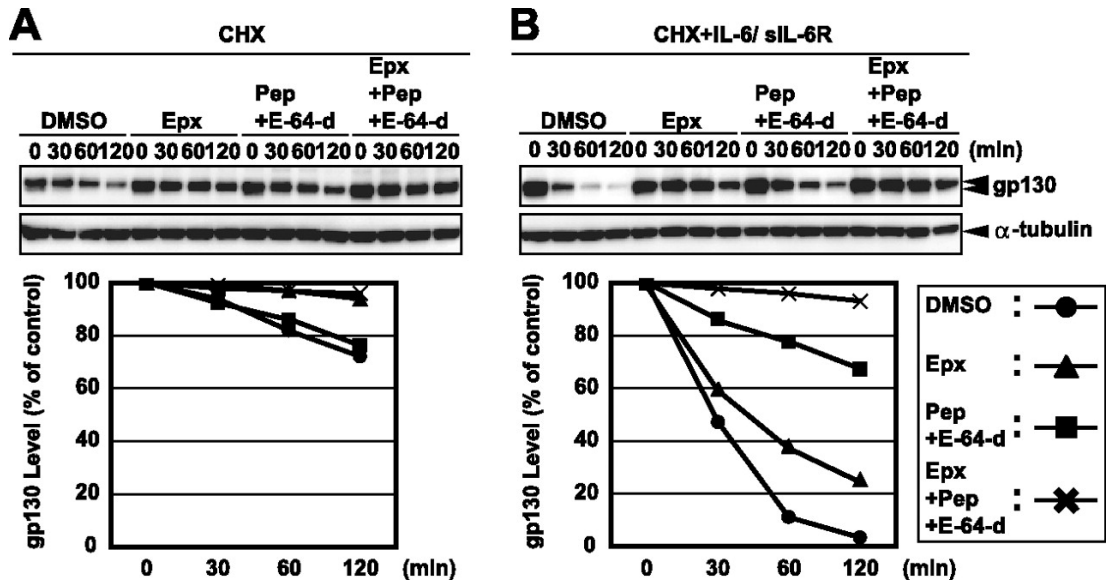 A
CHX
Epx
Pep +Pep
DMSO Epx +E-64-d +E-64-d
0 30 60 120 0 30 60 120 0 30 60 120 0 30 60 120
B
CHX+IL-6/ sIL-6R
Epx
Pep +Pep
DMSO Epx +E-64-d +E-64-d
0 30 60 120 0 30 60 120 0 30 60 120 0 30 60 120 (min)
gp130
α-tubulin
gp130 Level (% of control)
100
80
60
40
20
0
0 30 60 120 (min)
gp130 Level (% of control)
100
80
60
40
20
0
0 30 60 120 (min)
DMSO :
Epx :
Pep
+E-64-d :
Epx
+Pep :
+E-64-d